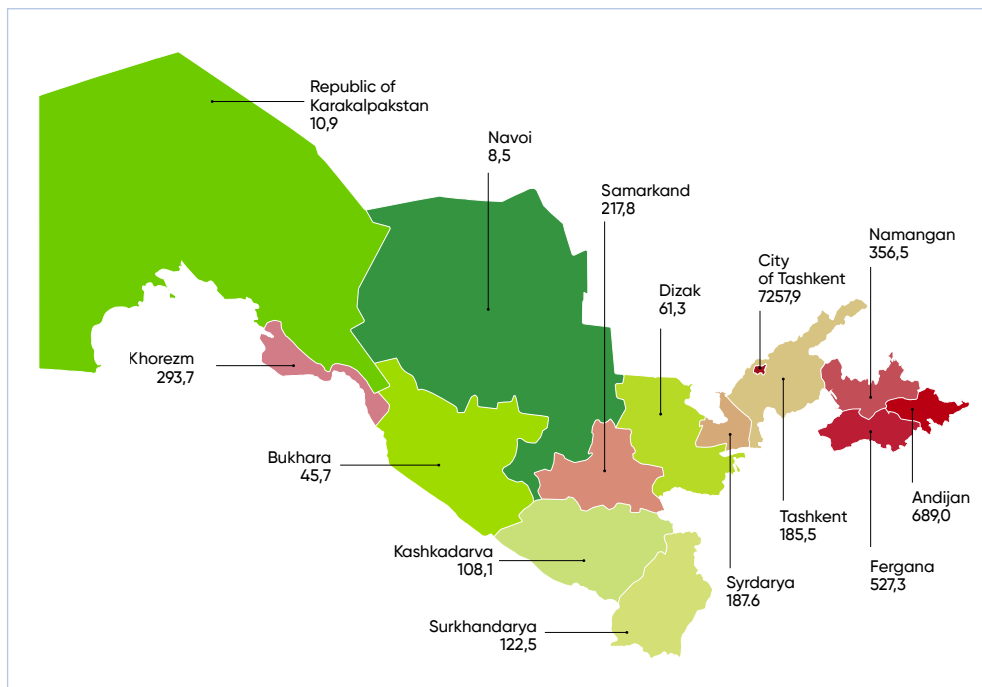 Republic of
Karakalpakstan
10,9
Navoi
8,5
Samarkand
217,8
Dizak
61,3
City
of Tashkent
7257,9
Namangan
356,5
Khorezm
293,7
Bukhara
45,7
Kashkadarva
108,1
Surkhandarya
122,5
Syrdarya
187.6
Tashkent
185,5
Andijan
689,0
Fergana
527,3